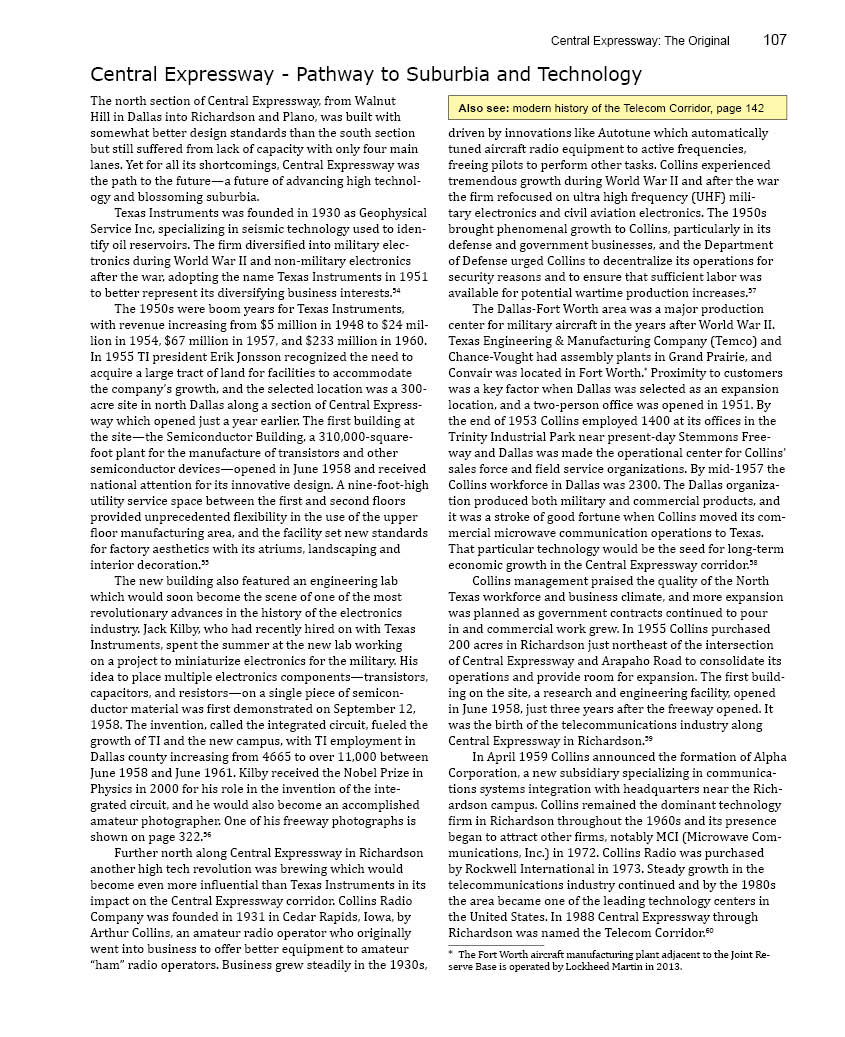 Central Expressway: The Original 107
Central Expressway - Pathway to Suburbia and Technology
The north section of Central Expressway, from Walnut
Hill in Dallas into Richardson and Plano, was built with
somewhat better design standards than the south section
but still suffered from lack of capacity with only four main
lanes. Yet for all its shortcomings, Central Expressway was
the path to the future—a future of advancing high technol-
ogy and blossoming suburbia.
Texas Instruments was founded in 1930 as Geophysical
Service Inc, specializing in seismic technology used to iden-
tify oil reservoirs. The firm diversified into military elec-
tronics during World War II and non-military electronics
after the war, adopting the name Texas Instruments in 1951
to better represent its diversifying business interests.⁵⁴
The 1950s were boom years for Texas Instruments,
with revenue increasing from $5 million in 1948 to $24 mil-
lion in 1954, $67 million in 1957, and $233 million in 1960.
In 1955 TI president Erik Jonsson recognized the need to
acquire a large tract of land for facilities to accommodate
the company's growth, and the selected location was a 300-
acre site in north Dallas along a section of Central Express-
way which opened just a year earlier. The first building at
the site—the Semiconductor Building, a 310,000-square-
foot plant for the manufacture of transistors and other
semiconductor devices—opened in June 1958 and received
national attention for its innovative design. A nine-foot-high
utility service space between the first and second floors
provided unprecedented flexibility in the use of the upper
floor manufacturing area, and the facility set new standards
for factory aesthetics with its atriums, landscaping and
interior decoration.⁵⁵
The new building also featured an engineering lab
which would soon become the scene of one of the most
revolutionary advances in the history of the electronics
industry. Jack Kilby, who had recently hired on with Texas
Instruments, spent the summer at the new lab working
on a project to miniaturize electronics for the military. His
idea to place multiple electronics components—transistors,
capacitors, and resistors—on a single piece of semicon-
ductor material was first demonstrated on September 12,
1958. The invention, called the integrated circuit, fueled the
growth of TI and the new campus, with TI employment in
Dallas county increasing from 4665 to over 11,000 between
June 1958 and June 1961. Kilby received the Nobel Prize in
Physics in 2000 for his role in the invention of the inte-
grated circuit, and he would also become an accomplished
amateur photographer. One of his freeway photographs is
shown on page 322.⁵⁶
Further north along Central Expressway in Richardson
another high tech revolution was brewing which would
become even more influential than Texas Instruments in its
impact on the Central Expressway corridor. Collins Radio
Company was founded in 1931 in Cedar Rapids, Iowa, by
Arthur Collins, an amateur radio operator who originally
went into business to offer better equipment to amateur
“ham” radio operators. Business grew steadily in the 1930s,
Also see: modern history of the Telecom Corridor, page 142
driven by innovations like Autotune which automatically
tuned aircraft radio equipment to active frequencies,
freeing pilots to perform other tasks. Collins experienced
tremendous growth during World War II and after the war
the firm refocused on ultra high frequency (UHF) mili-
tary electronics and civil aviation electronics. The 1950s
brought phenomenal growth to Collins, particularly in its
defense and government businesses, and the Department
of Defense urged Collins to decentralize its operations for
security reasons and to ensure that sufficient labor was
available for potential wartime production increases.⁵⁷
The Dallas-Fort Worth area was a major production
center for military aircraft in the years after World War II.
Texas Engineering & Manufacturing Company (Temco) and
Chance-Vought had assembly plants in Grand Prairie, and
Convair was located in Fort Worth.* Proximity to customers
was a key factor when Dallas was selected as an expansion
location, and a two-person office was opened in 1951. By
the end of 1953 Collins employed 1400 at its offices in the
Trinity Industrial Park near present-day Stemmons Free-
way and Dallas was made the operational center for Collins'
sales force and field service organizations. By mid-1957 the
Collins workforce in Dallas was 2300. The Dallas organiza-
tion produced both military and commercial products, and
it was a stroke of good fortune when Collins moved its com-
mercial microwave communication operations to Texas.
That particular technology would be the seed for long-term
economic growth in the Central Expressway corridor.⁵⁸
Collins management praised the quality of the North
Texas workforce and business climate, and more expansion
was planned as government contracts continued to pour
in and commercial work grew. In 1955 Collins purchased
200 acres in Richardson just northeast of the intersection
of Central Expressway and Arapaho Road to consolidate its
operations and provide room for expansion. The first build-
ing on the site, a research and engineering facility, opened
in June 1958, just three years after the freeway opened. It
was the birth of the telecommunications industry along
Central Expressway in Richardson.⁵⁹
In April 1959 Collins announced the formation of Alpha
Corporation, a new subsidiary specializing in communica-
tions systems integration with headquarters near the Rich-
ardson campus. Collins remained the dominant technology
firm in Richardson throughout the 1960s and its presence
began to attract other firms, notably MCI (Microwave Com-
munications, Inc.) in 1972. Collins Radio was purchased
by Rockwell International in 1973. Steady growth in the
telecommunications industry continued and by the 1980s
the area became one of the leading technology centers in
the United States. In 1988 Central Expressway through
Richardson was named the Telecom Corridor.⁶⁰
* The Fort Worth aircraft manufacturing plant adjacent to the Joint Re-
serve Base is operated by Lockheed Martin in 2013.